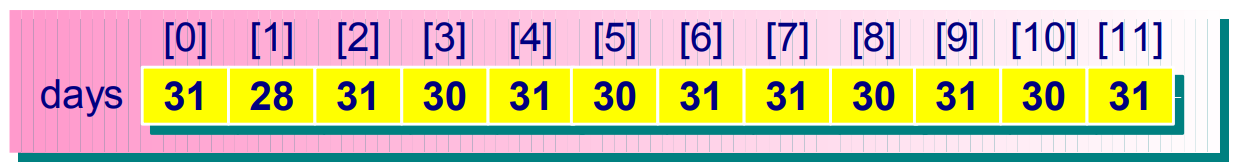 [0] [1] [2] [3] [4] [5] [6] [7] [8] [9] [10] [11]
days 31 28 31 30 31 30 31 31 30 31 30 31